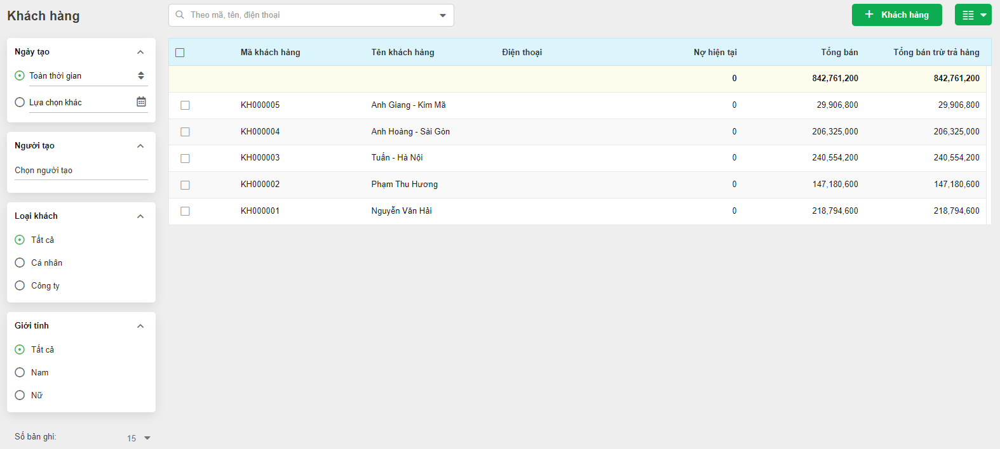 Khách hàng
Theo mã, tên, điện thoại
Khách hàng
Ngày tạo
Toàn thời gian
Lựa chọn khác
Người tạo
Chọn người tạo
Loại khách
Tất cả
Cá nhân
Công ty
Giới tính
Tất cả
Nam
Nữ
Số bản ghi: 15
Mã khách hàng Tên khách hàng Điện thoại Nợ hiện tại Tổng bán Tổng bán trừ trả hàng
0 842,761,200 842,761,200
KH000005 Anh Giang - Kim Mã 0 29,906,800 29,906,800
KH000004 Anh Hoàng - Sài Gòn 0 206,325,000 206,325,000
KH000003 Tuấn - Hà Nội 0 240,554,200 240,554,200
KH000002 Phạm Thu Hương 0 147,180,600 147,180,600
KH000001 Nguyễn Văn Hải 0 218,794,600 218,794,600